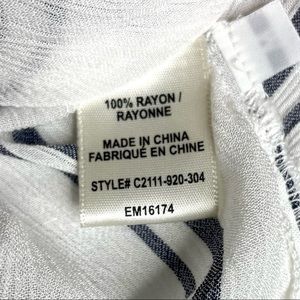 100% RAYON /
RAYONNE
MADE IN CHINA
FABRIQUÉ EN CHINE
STYLE# C2111-920-304
EM16174